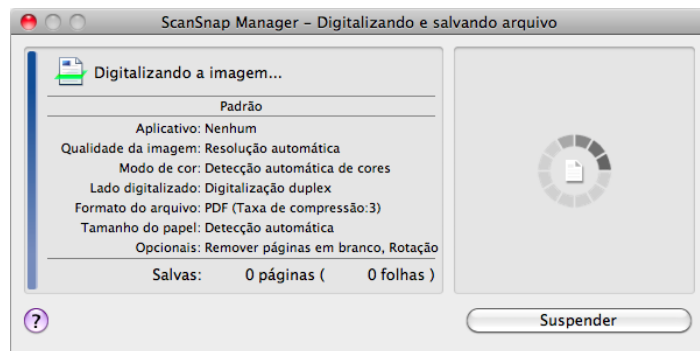 ScanSnap Manager – Digitalizando e salvando arquivo
Digitalizando a imagem...
Padrão
Aplicativo: Nenhum
Qualidade da imagem: Resolução automática
Modo de cor: Detecção automática de cores
Lado digitalizado: Digitalização duplex
Formato do arquivo: PDF (Taxa de compressão:3)
Tamanho do papel: Detecção automática
Opcionais: Remover páginas em branco, Rotação
Salvas: 0 páginas ( 0 folhas )
? Suspender